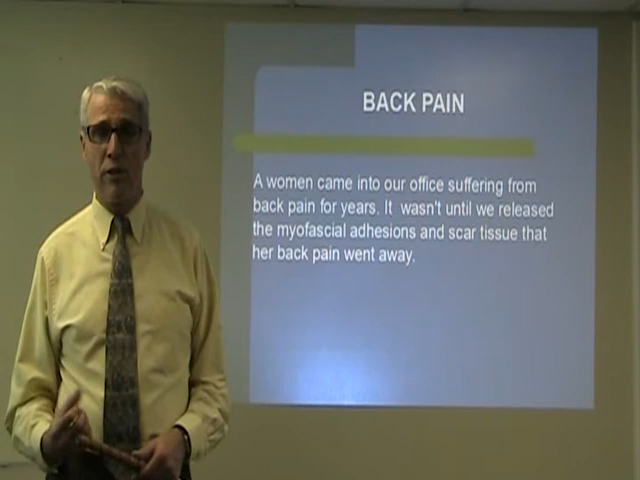 BACK PAIN
A women came into our office suffering from
back pain for years. It wasn't until we released
the myofascial adhesions and scar tissue that
her back pain went away.